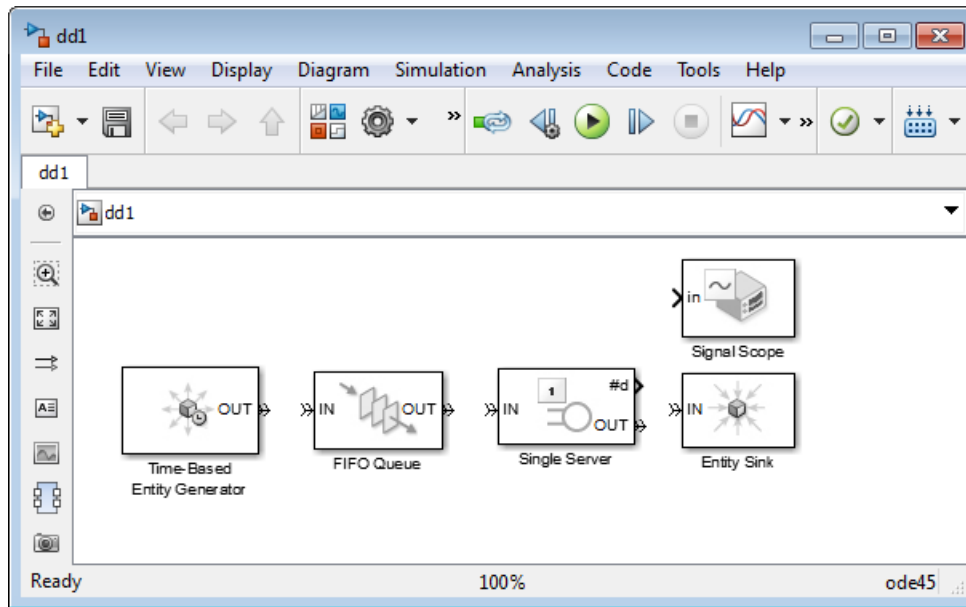 dd1
File Edit View Display Diagram Simulation Analysis Code Tools Help
» »
dd1
dd1
in
Signal Scope
OUT
Time-Based
Entity Generator
IN OUT
FIFO Queue
1 #d
IN OUT
Single Server
IN
Entity Sink
Ready 100% ode45